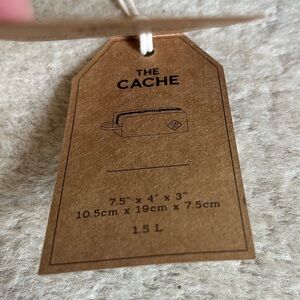 THE
CACHE
7.5" x 4" x 3"
10.5cm x 19cm x 7.5cm
1.5 L